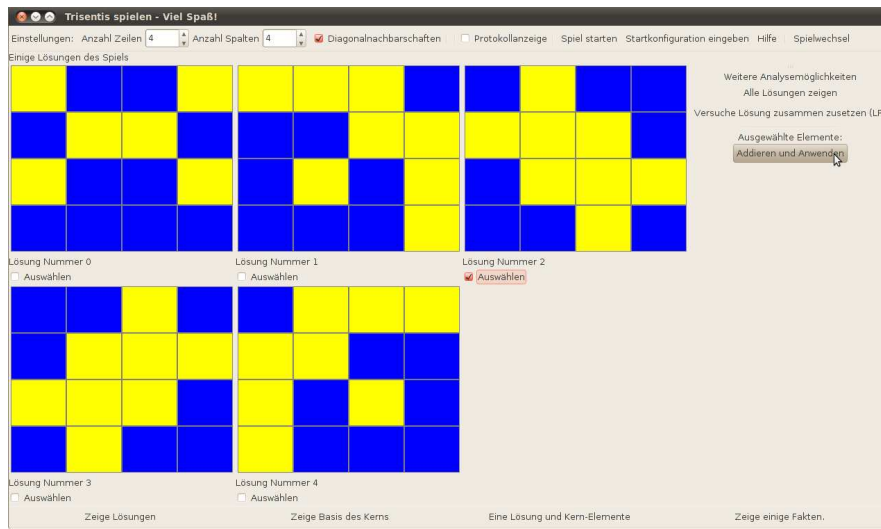 Trisentis spielen - Viel Spaß!
Einstellungen: Anzahl Zeilen 4 Anzahl Spalten 4 Diagonalnachbarschaften Protokollanzeige Spiel starten Startkonfiguration eingeben Hilfe Spielwechsel
Einige Lösungen des Spiels
Weitere Analysemöglichkeiten
Alle Lösungen zeigen
Versuche Lösung zusammen zusetzen (LF
Ausgewählte Elemente:
Addieren und Anwenden
Lösung Nummer 0 Lösung Nummer 1 Lösung Nummer 2
Auswählen Auswählen Auswählen
Lösung Nummer 3 Lösung Nummer 4
Auswählen Auswählen
Zeige Lösungen Zeige Basis des Kerns Eine Lösung und Kern-Elemente Zeige einige Fakten.